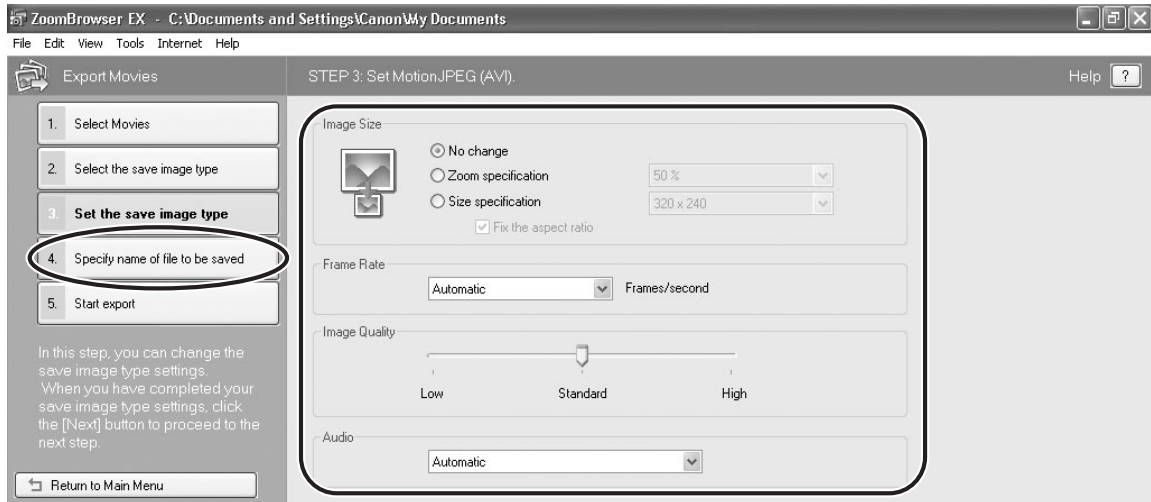 ZoomBrowser EX - C:\Documents and Settings\Canon\My Documents
File Edit View Tools Internet Help
Export Movies
STEP 3: Set MotionJPEG (AVI).
Help ?
1. Select Movies
2. Select the save image type
3. Set the save image type
4. Specify name of file to be saved
5. Start export
In this step, you can change the
save image type settings.
When you have completed your
save image type settings, click
the [Next] button to proceed to the
next step.
Return to Main Menu
Image Size
No change
Zoom specification 50 %
Size specification 320 x 240
Fix the aspect ratio
Frame Rate
Automatic Frames/second
Image Quality
Low Standard High
Audio
Automatic